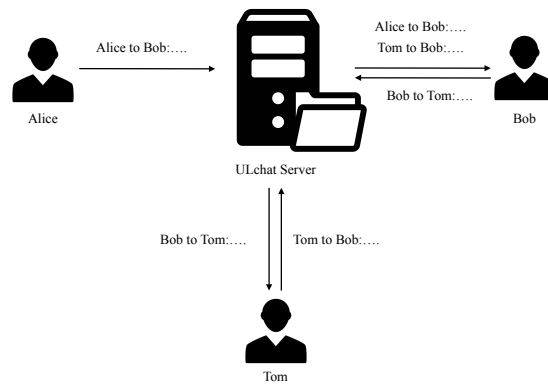 Alice to Bob:….
Alice to Bob:….
Tom to Bob:….
Bob to Tom:….
Alice
Bob
ULchat Server
Bob to Tom:….
Tom to Bob:….
Tom